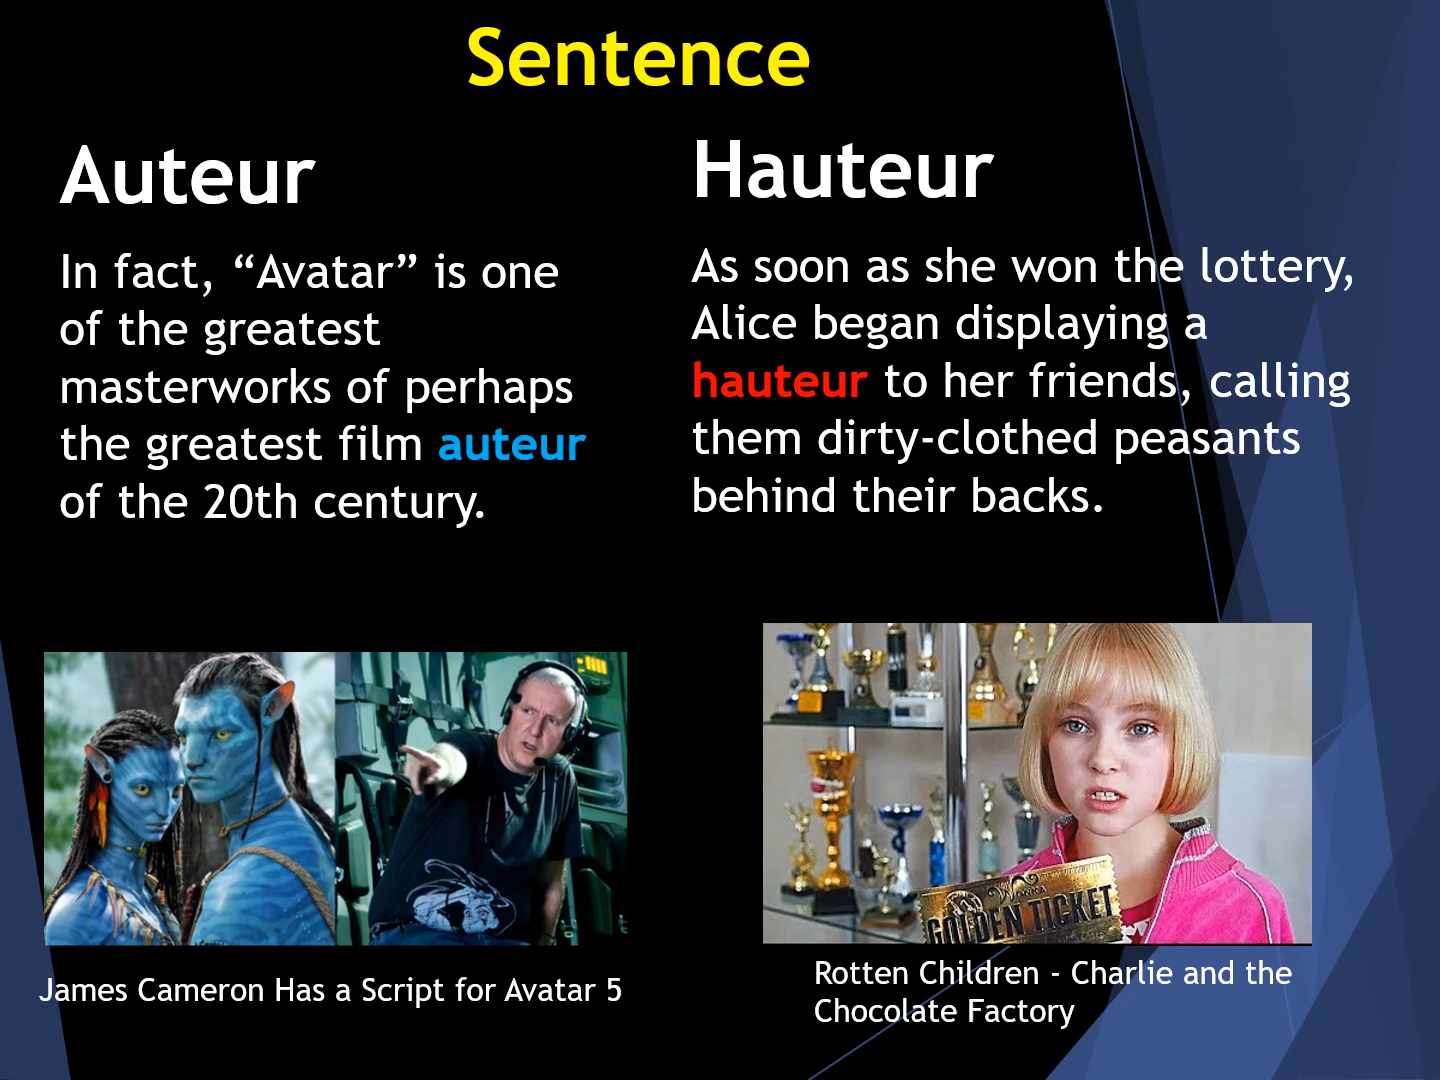 Sentence
Auteur
In fact, “Avatar” is one
of the greatest
masterworks of perhaps
the greatest film auteur
of the 20th century.
Hauteur
As soon as she won the lottery,
Alice began displaying a
hauteur to her friends, calling
them dirty-clothed peasants
behind their backs.
GOLDEN TICKET
James Cameron Has a Script for Avatar 5
Rotten Children - Charlie and the
Chocolate Factory